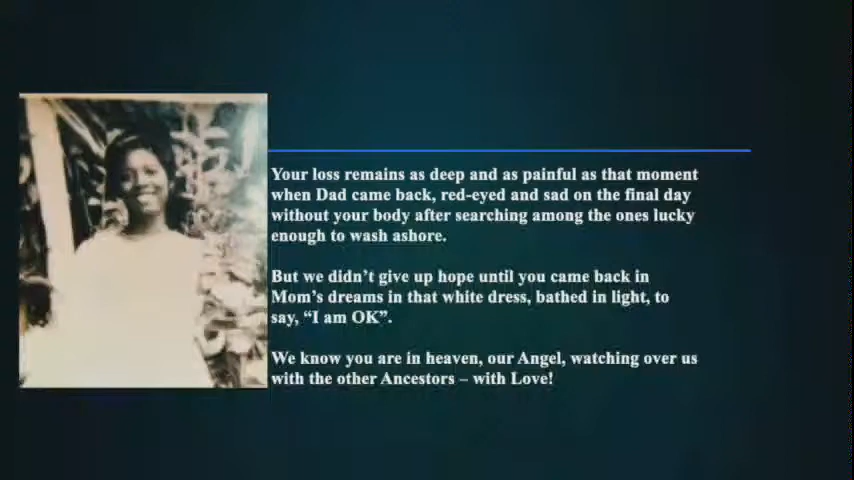 Your loss remains as deep and as painful as that moment
when Dad came back, red-eyed and sad on the final day
without your body after searching among the ones lucky
enough to wash ashore.
But we didn’t give up hope until you came back in
Mom’s dreams in that white dress, bathed in light, to
say, “I am OK”.
We know you are in heaven, our Angel, watching over us
with the other Ancestors – with Love!